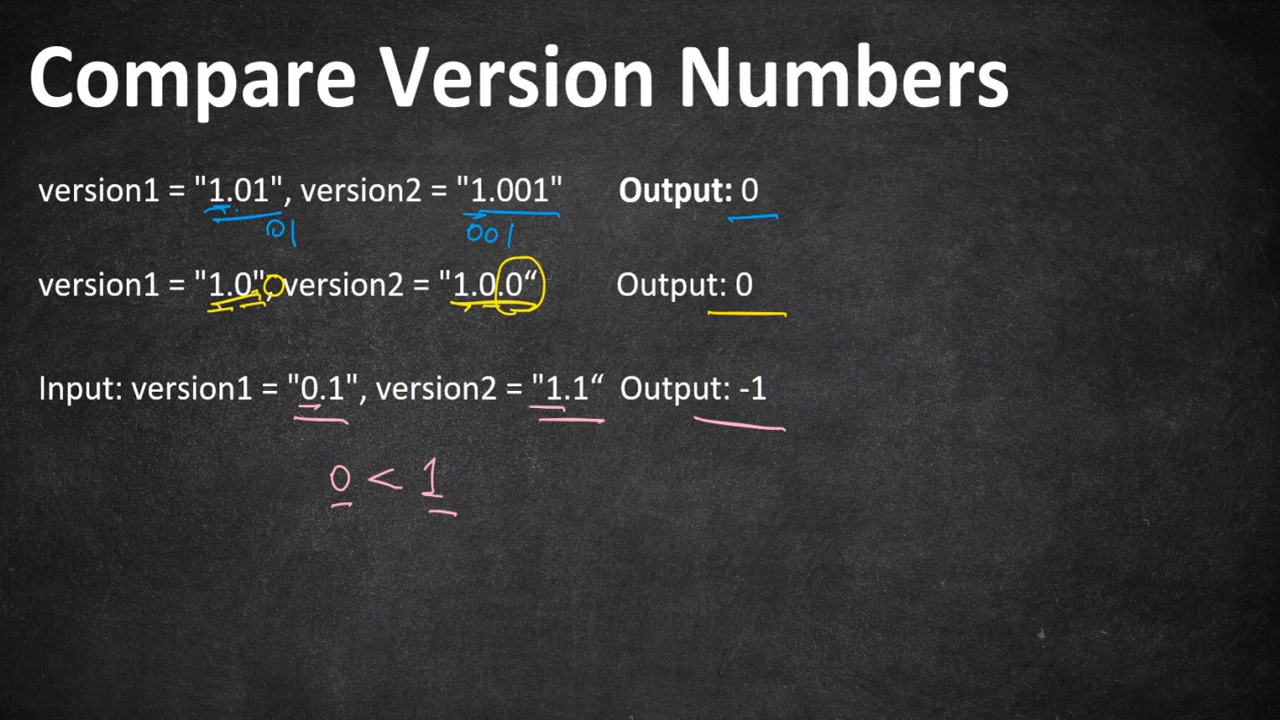 Compare Version Numbers
version1 = "1.01", version2 = "1.001" Output: 0
01 001
version1 = "1.0", 0 version2 = "1.0.0“ Output: 0
Input: version1 = "0.1", version2 = "1.1“ Output: -1
0 < 1